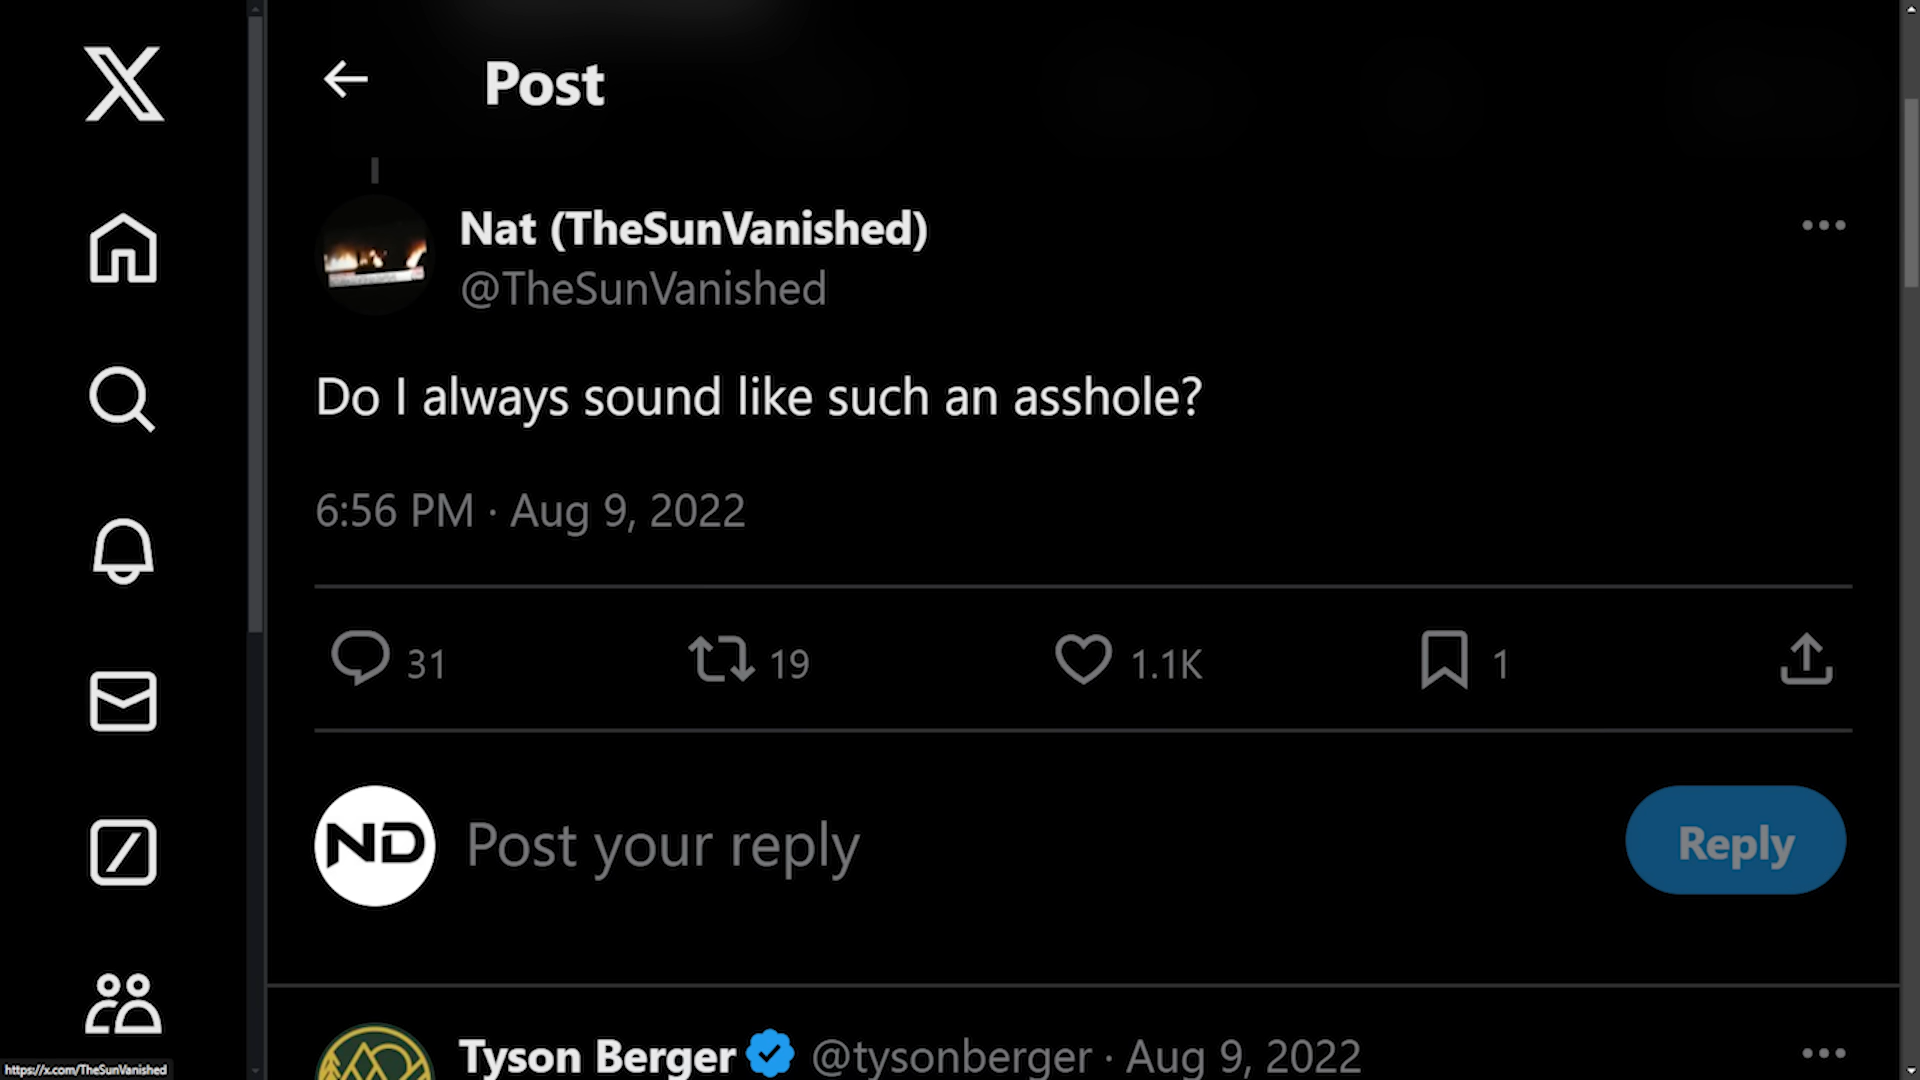 Post
Nat (TheSunVanished)
@TheSunVanished
Do I always sound like such an asshole?
6:56 PM · Aug 9, 2022
31 19 1.1K 1
ND Post your reply Reply
Tyson Berger @tysonberger · Aug 9, 2022
https://x.com/TheSunVanished